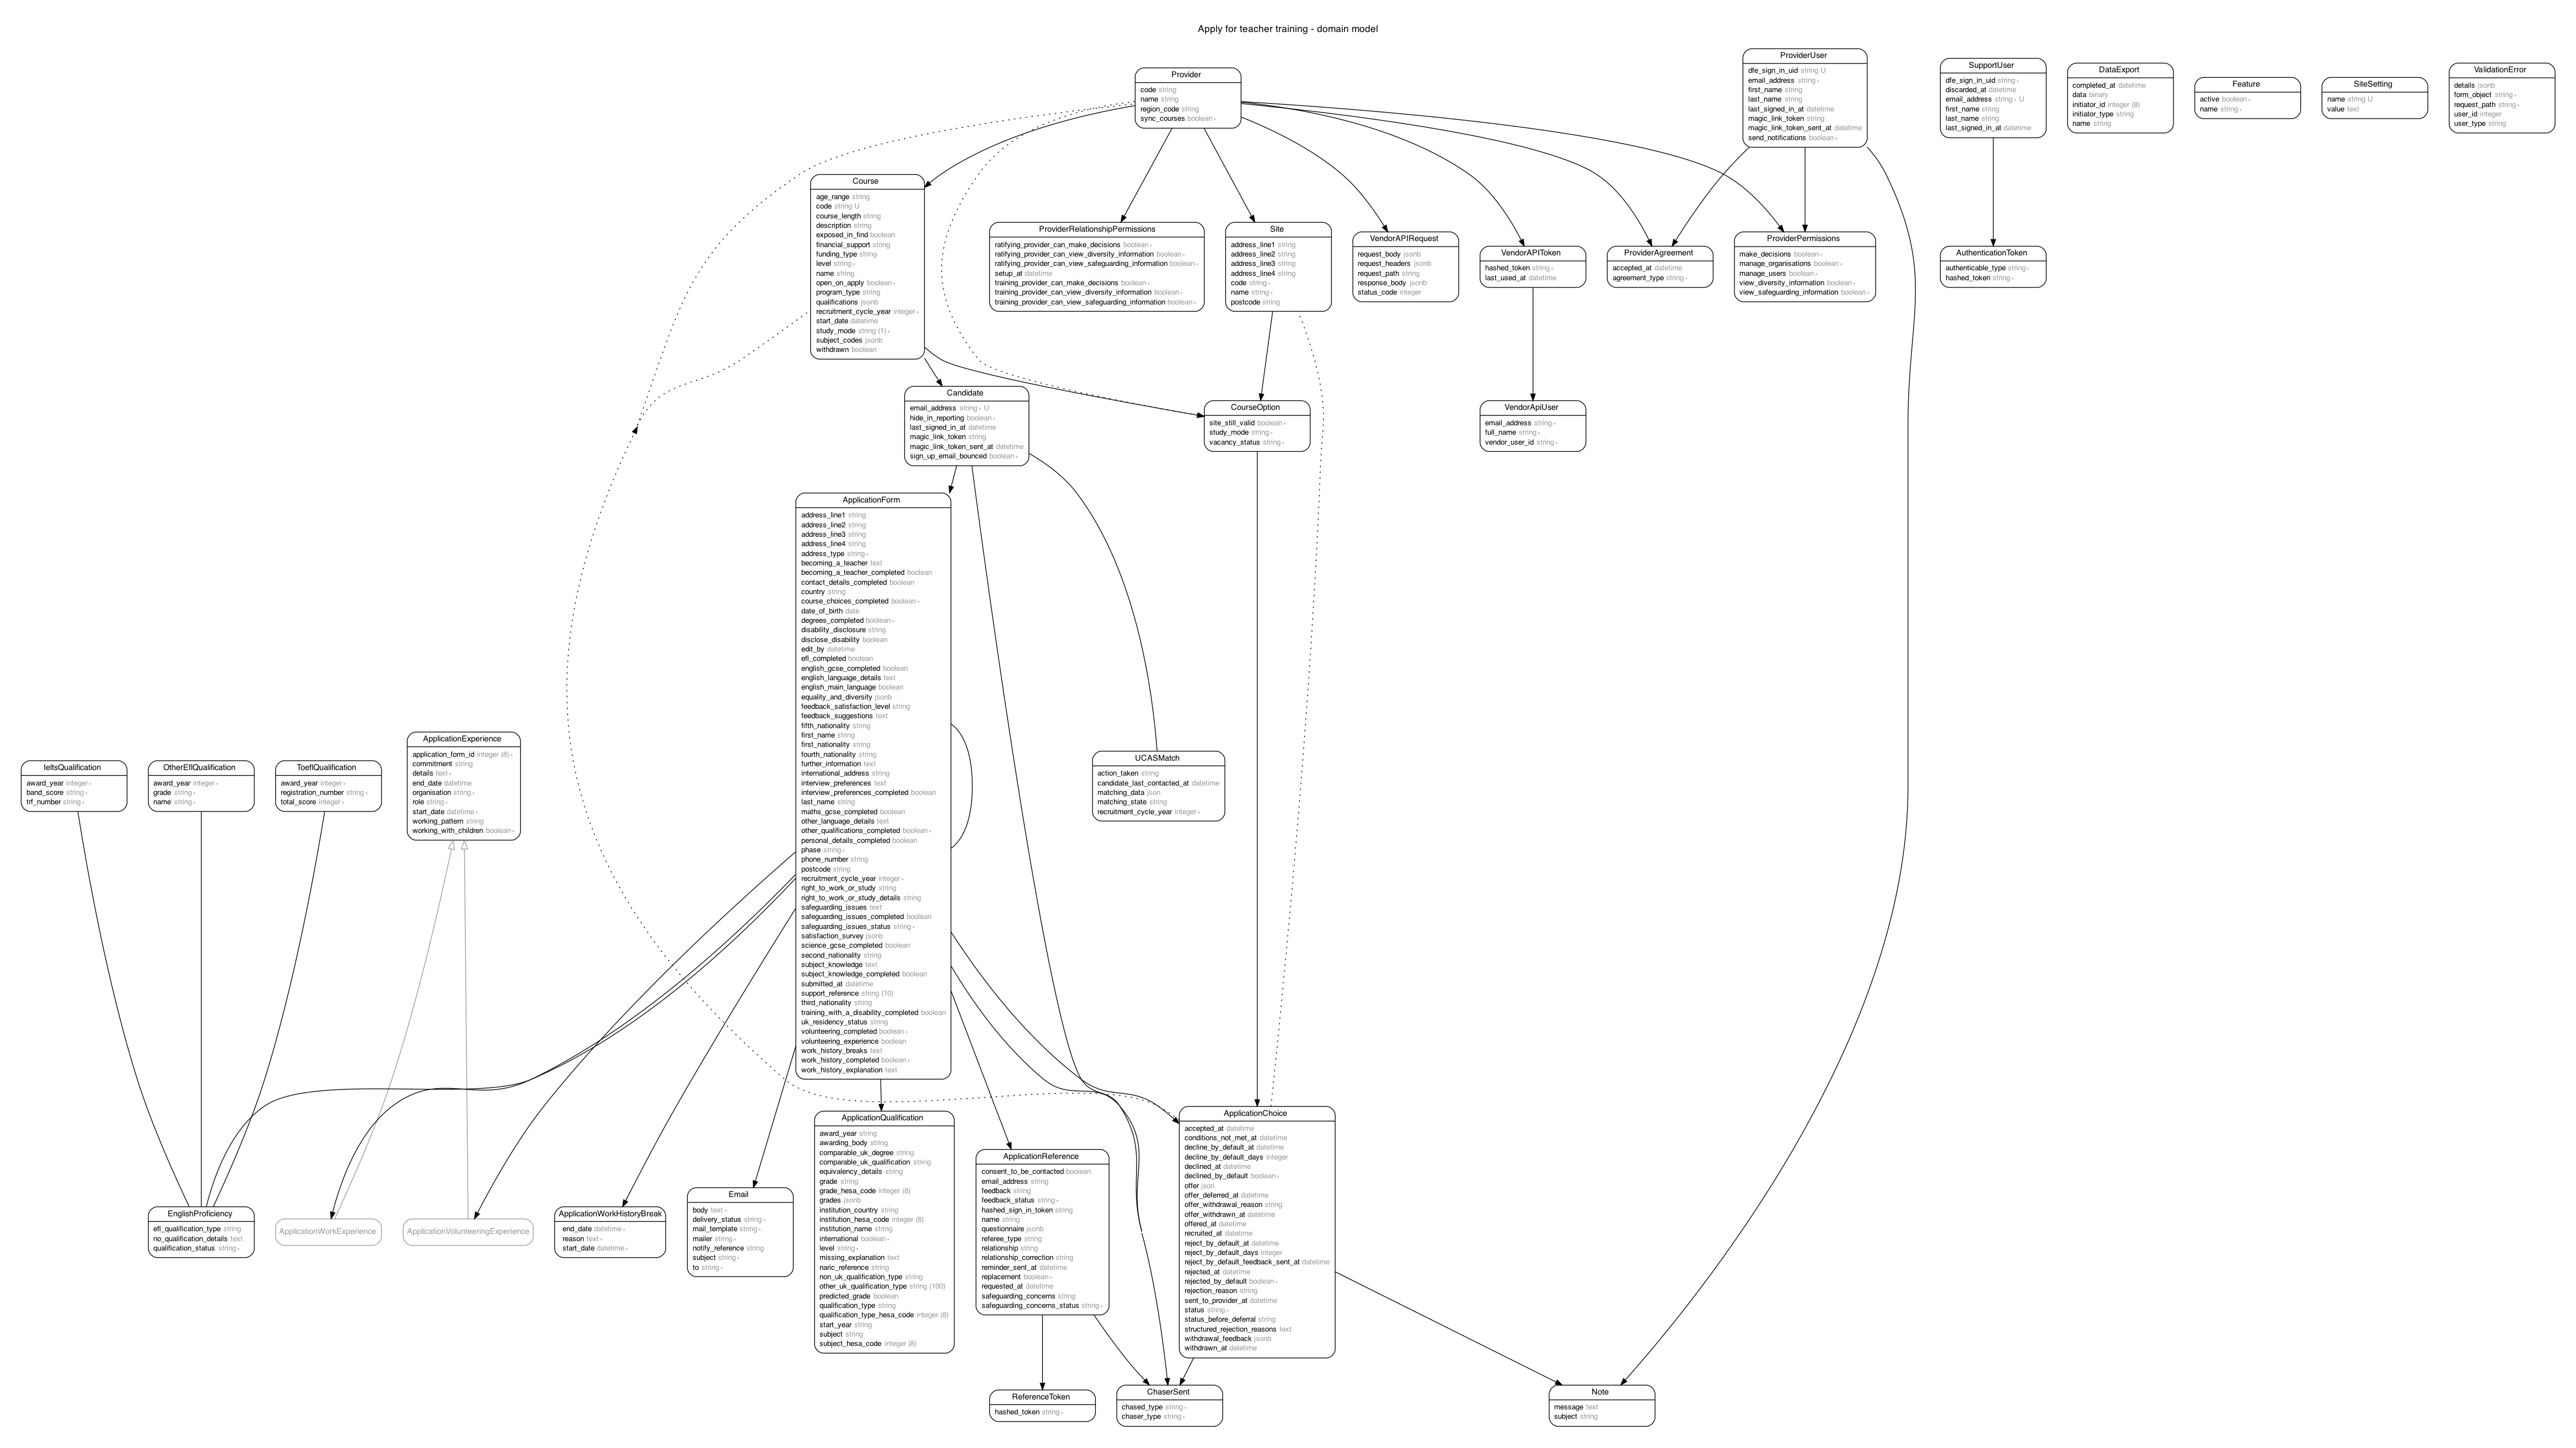 Apply for teacher training - domain model
Provider
code string
name string
region_code string
sync_courses boolean ∗
ProviderUser
dfe_sign_in_uid string U
email_address string ∗
first_name string
last_name string
last_signed_in_at datetime
magic_link_token string
magic_link_token_sent_at datetime
send_notifications boolean ∗
SupportUser
dfe_sign_in_uid string ∗
discarded_at datetime
email_address string ∗ U
first_name string
last_name string
last_signed_in_at datetime
DataExport
completed_at datetime
data binary
initiator_id integer (8)
initiator_type string
name string
Feature
active boolean ∗
name string ∗
SiteSetting
name string U
value text
ValidationError
details jsonb
form_object string ∗
request_path string ∗
user_id integer
user_type string
Course
age_range string
code string U
course_length string
description string
exposed_in_find boolean
financial_support string
funding_type string
level string ∗
name string
open_on_apply boolean ∗
program_type string
qualifications jsonb
recruitment_cycle_year integer ∗
start_date datetime
study_mode string (1) ∗
subject_codes jsonb
withdrawn boolean
ProviderRelationshipPermissions
ratifying_provider_can_make_decisions boolean ∗
ratifying_provider_can_view_diversity_information boolean ∗
ratifying_provider_can_view_safeguarding_information boolean ∗
setup_at datetime
training_provider_can_make_decisions boolean ∗
training_provider_can_view_diversity_information boolean ∗
training_provider_can_view_safeguarding_information boolean ∗
Site
address_line1 string
address_line2 string
address_line3 string
address_line4 string
code string ∗
name string ∗
postcode string
VendorAPIRequest
request_body jsonb
request_headers jsonb
request_path string
response_body jsonb
status_code integer
VendorAPIToken
hashed_token string ∗
last_used_at datetime
ProviderAgreement
accepted_at datetime
agreement_type string ∗
ProviderPermissions
make_decisions boolean ∗
manage_organisations boolean ∗
manage_users boolean ∗
view_diversity_information boolean ∗
view_safeguarding_information boolean ∗
AuthenticationToken
authenticable_type string ∗
hashed_token string ∗
Candidate
email_address string ∗ U
hide_in_reporting boolean ∗
last_signed_in_at datetime
magic_link_token string
magic_link_token_sent_at datetime
sign_up_email_bounced boolean ∗
CourseOption
site_still_valid boolean ∗
study_mode string ∗
vacancy_status string ∗
VendorApiUser
email_address string ∗
full_name string ∗
vendor_user_id string ∗
ApplicationForm
address_line1 string
address_line2 string
address_line3 string
address_line4 string
address_type string ∗
becoming_a_teacher text
becoming_a_teacher_completed boolean
contact_details_completed boolean
country string
course_choices_completed boolean ∗
date_of_birth date
degrees_completed boolean ∗
disability_disclosure string
disclose_disability boolean
edit_by datetime
efl_completed boolean
english_gcse_completed boolean
english_language_details text
english_main_language boolean
equality_and_diversity jsonb
feedback_satisfaction_level string
feedback_suggestions text
fifth_nationality string
first_name string
first_nationality string
fourth_nationality string
further_information text
international_address string
interview_preferences text
interview_preferences_completed boolean
last_name string
maths_gcse_completed boolean
other_language_details text
other_qualifications_completed boolean ∗
personal_details_completed boolean
phase string ∗
phone_number string
postcode string
recruitment_cycle_year integer ∗
right_to_work_or_study string
right_to_work_or_study_details string
safeguarding_issues text
safeguarding_issues_completed boolean
safeguarding_issues_status string ∗
satisfaction_survey jsonb
science_gcse_completed boolean
second_nationality string
subject_knowledge text
subject_knowledge_completed boolean
submitted_at datetime
support_reference string (10)
third_nationality string
training_with_a_disability_completed boolean
uk_residency_status string
volunteering_completed boolean ∗
volunteering_experience boolean
work_history_breaks text
work_history_completed boolean ∗
work_history_explanation text
IeltsQualification
award_year integer ∗
band_score string ∗
trf_number string ∗
OtherEflQualification
award_year integer ∗
grade string ∗
name string ∗
ToeflQualification
award_year integer ∗
registration_number string ∗
total_score integer ∗
ApplicationExperience
application_form_id integer (8) ∗
commitment string
details text ∗
end_date datetime
organisation string ∗
role string ∗
start_date datetime ∗
working_pattern string
working_with_children boolean ∗
UCASMatch
action_taken string
candidate_last_contacted_at datetime
matching_data json
matching_state string
recruitment_cycle_year integer ∗
EnglishProficiency
efl_qualification_type string
no_qualification_details text
qualification_status string ∗
ApplicationWorkExperience
ApplicationVolunteeringExperience
ApplicationWorkHistoryBreak
end_date datetime ∗
reason text ∗
start_date datetime ∗
Email
body text ∗
delivery_status string ∗
mail_template string ∗
mailer string ∗
notify_reference string
subject string ∗
to string ∗
ApplicationQualification
award_year string
awarding_body string
comparable_uk_degree string
comparable_uk_qualification string
equivalency_details string
grade string
grade_hesa_code integer (8)
grades jsonb
institution_country string
institution_hesa_code integer (8)
institution_name string
international boolean ∗
level string ∗
missing_explanation text
naric_reference string
non_uk_qualification_type string
other_uk_qualification_type string (100)
predicted_grade boolean
qualification_type string
qualification_type_hesa_code integer (8)
start_year string
subject string
subject_hesa_code integer (8)
ApplicationReference
consent_to_be_contacted boolean
email_address string
feedback string
feedback_status string ∗
hashed_sign_in_token string
name string
questionnaire jsonb
referee_type string
relationship string
relationship_correction string
reminder_sent_at datetime
replacement boolean ∗
requested_at datetime
safeguarding_concerns string
safeguarding_concerns_status string ∗
ApplicationChoice
accepted_at datetime
conditions_not_met_at datetime
decline_by_default_at datetime
decline_by_default_days integer
declined_at datetime
declined_by_default boolean ∗
offer json
offer_deferred_at datetime
offer_withdrawal_reason string
offer_withdrawn_at datetime
offered_at datetime
recruited_at datetime
reject_by_default_at datetime
reject_by_default_days integer
reject_by_default_feedback_sent_at datetime
rejected_at datetime
rejected_by_default boolean ∗
rejection_reason string
sent_to_provider_at datetime
status string ∗
status_before_deferral string
structured_rejection_reasons text
withdrawal_feedback jsonb
withdrawn_at datetime
ReferenceToken
hashed_token string ∗
ChaserSent
chased_type string ∗
chaser_type string ∗
Note
message text
subject string